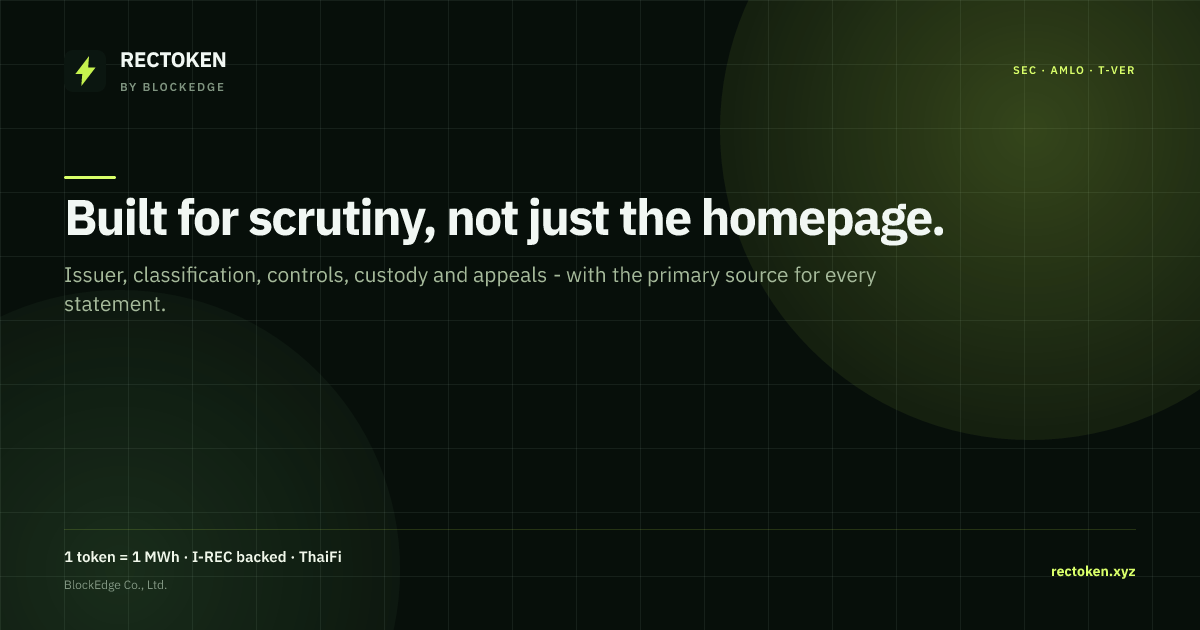 RECTOKEN
BY BLOCKEDGE
SEC · AMLO · T-VER
Built for scrutiny, not just the homepage.
Issuer, classification, controls, custody and appeals - with the primary source for every
statement.
1 token = 1 MWh · I-REC backed · ThaiFi
BlockEdge Co., Ltd.
rectoken.xyz